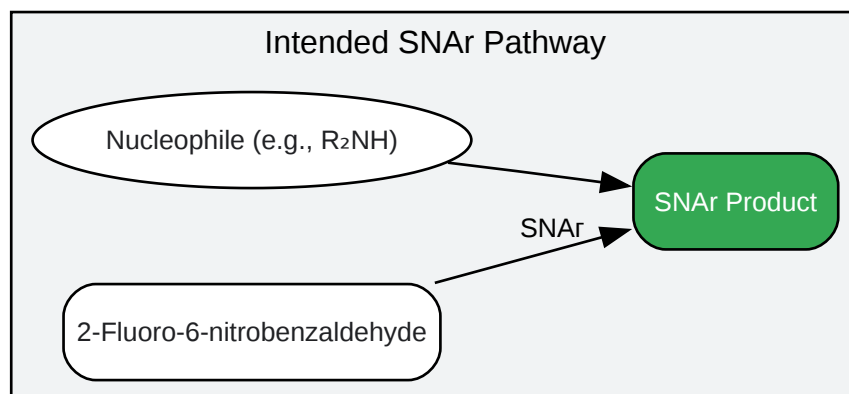 Intended SNAr Pathway
Nucleophile (e.g., R₂NH)
SNAr Product
SNAr
2-Fluoro-6-nitrobenzaldehyde